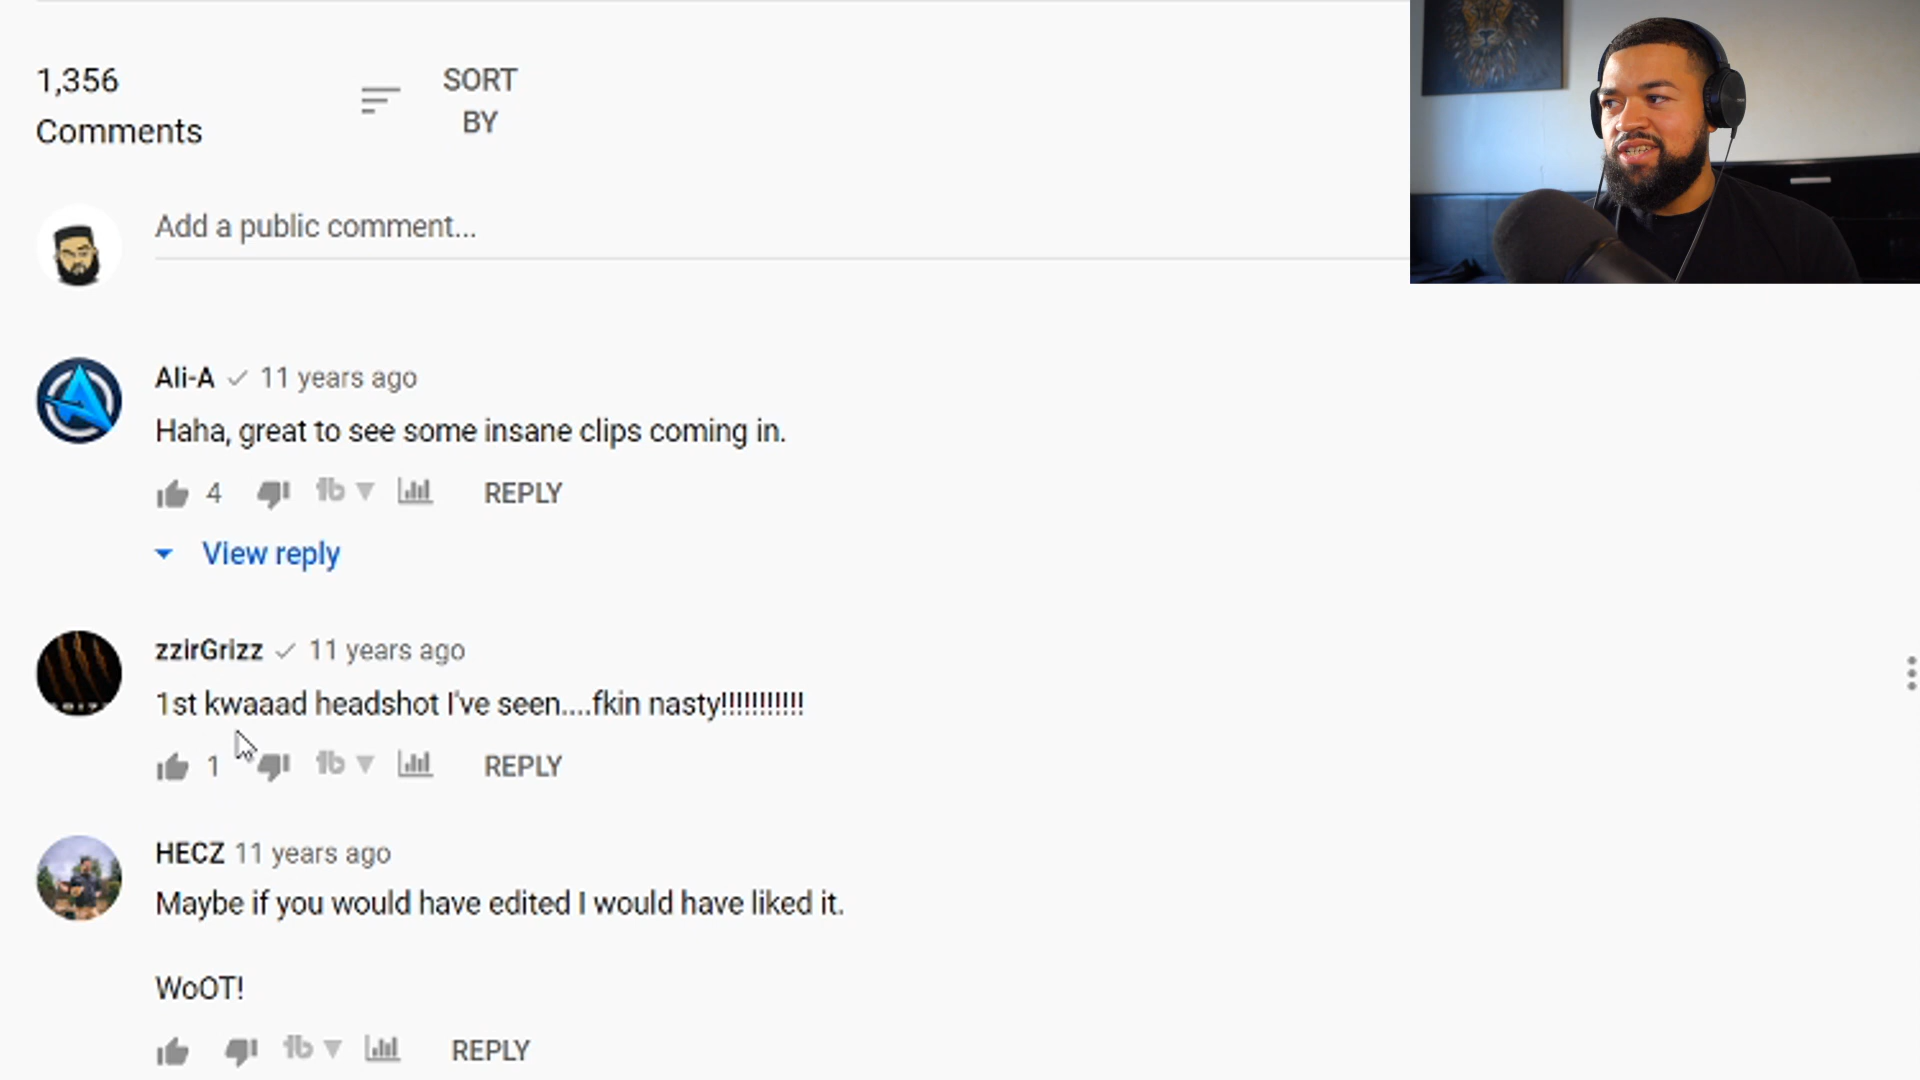 1,356
Comments
SORT
BY
Add a public comment...
Ali-A 11 years ago
Haha, great to see some insane clips coming in.
4 REPLY
View reply
zzirGrizz 11 years ago
1st kwaaad headshot I've seen....fkin nasty!!!!!!!!!!!
1 REPLY
HECZ 11 years ago
Maybe if you would have edited I would have liked it.
WoOT!
REPLY